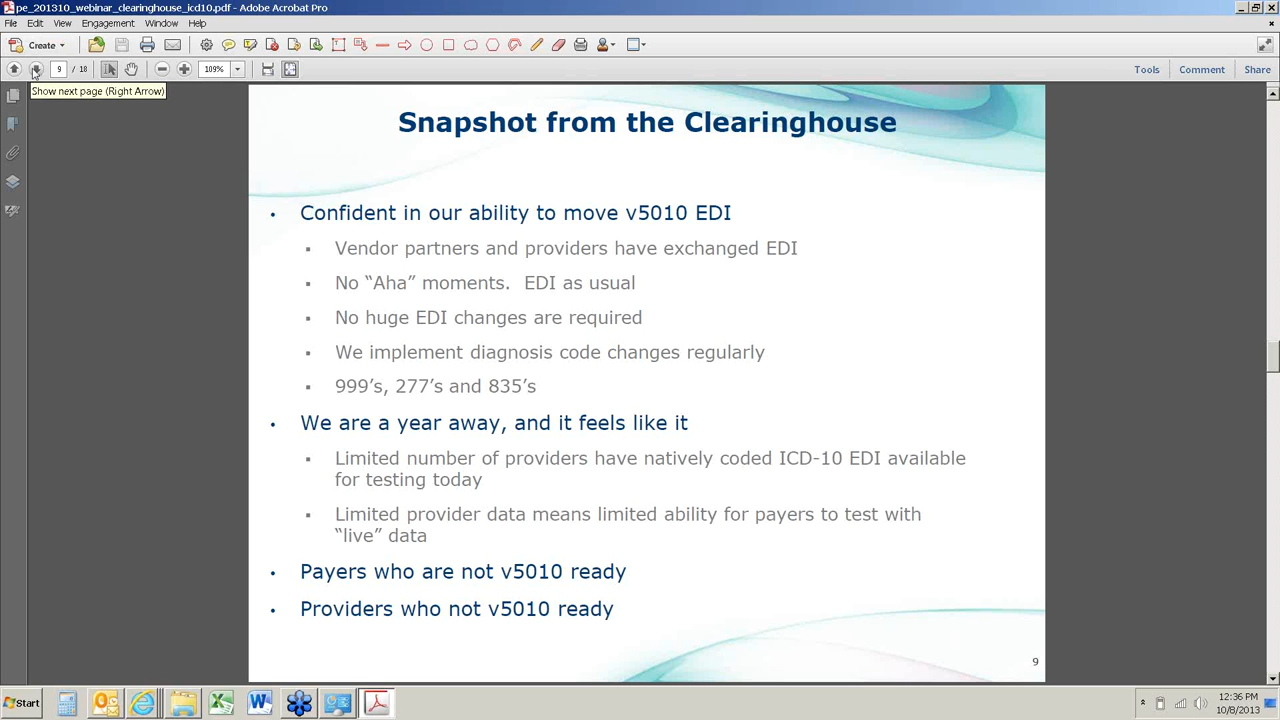 pe_201310_webinar_clearinghouse_icd10.pdf - Adobe Acrobat Pro
File Edit View Engagement Window Help
Create
9 / 18 109% Tools Comment Share
Show next page (Right Arrow)
Snapshot from the Clearinghouse
• Confident in our ability to move v5010 EDI
▪ Vendor partners and providers have exchanged EDI
▪ No “Aha” moments. EDI as usual
▪ No huge EDI changes are required
▪ We implement diagnosis code changes regularly
▪ 999’s, 277’s and 835’s
• We are a year away, and it feels like it
▪ Limited number of providers have natively coded ICD-10 EDI available
for testing today
▪ Limited provider data means limited ability for payers to test with
“live” data
• Payers who are not v5010 ready
• Providers who not v5010 ready
9
Start
12:36 PM
10/8/2013